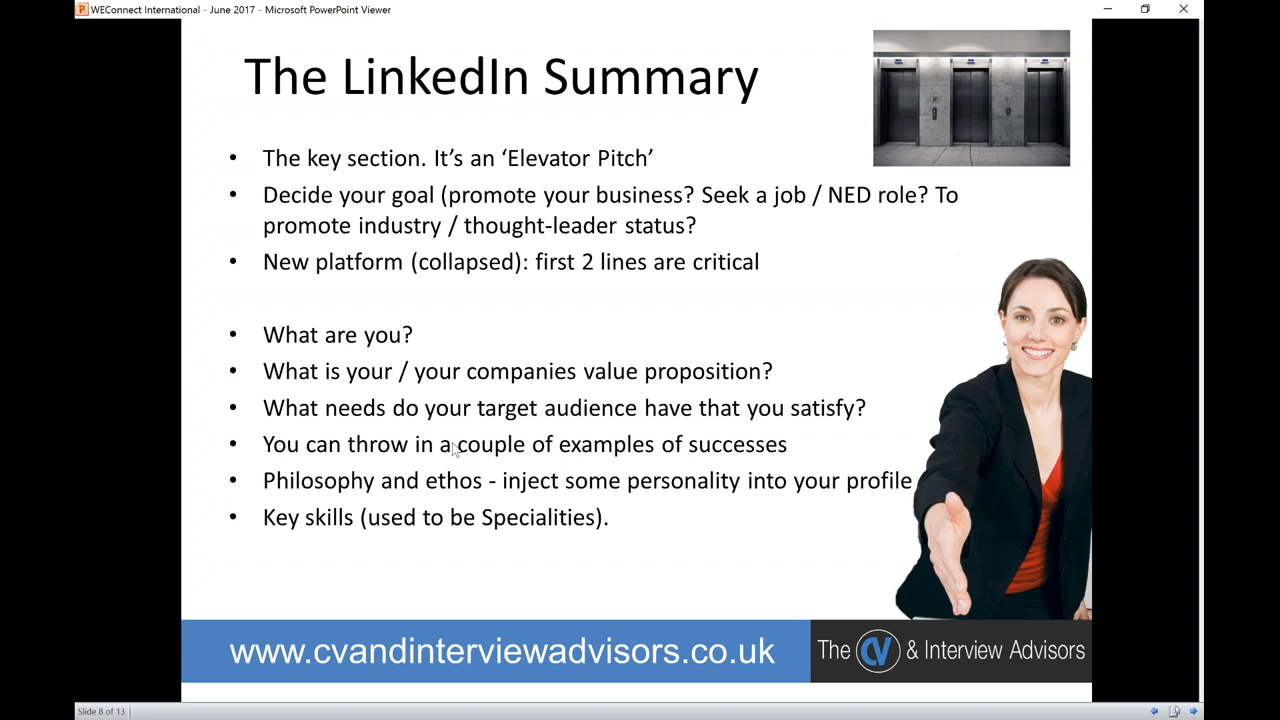 WEConnect International - June 2017 - Microsoft PowerPoint Viewer
The LinkedIn Summary
• The key section. It’s an ‘Elevator Pitch’
• Decide your goal (promote your business? Seek a job / NED role? To
promote industry / thought-leader status?
• New platform (collapsed): first 2 lines are critical
• What are you?
• What is your / your companies value proposition?
• What needs do your target audience have that you satisfy?
• You can throw in a couple of examples of successes
• Philosophy and ethos - inject some personality into your profile
• Key skills (used to be Specialities).
www.cvandinterviewadvisors.co.uk
The CV & Interview Advisors
Slide 8 of 13